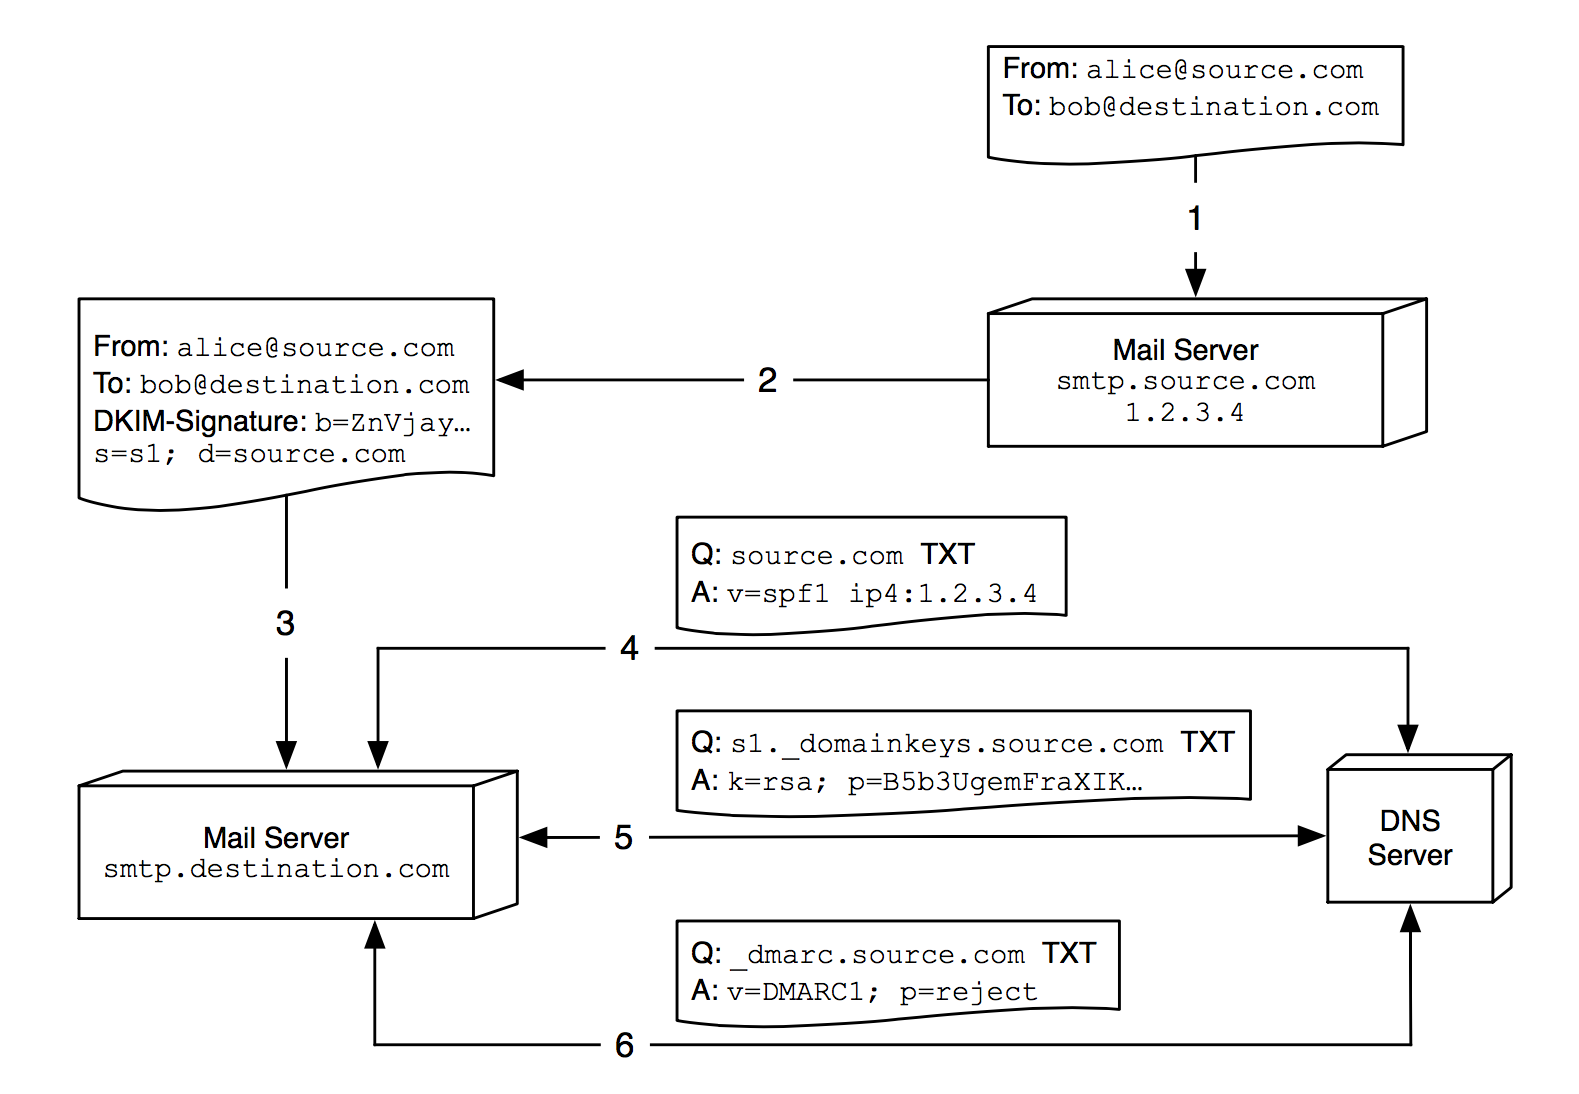 From: alice@source.com
To: bob@destination.com
1
Mail Server
smtp.source.com
1.2.3.4
2
From: alice@source.com
To: bob@destination.com
DKIM-Signature: b=ZnVjay…
s=s1; d=source.com
3
Q: source.com TXT
A: v=spf1 ip4:1.2.3.4
4
Q: s1._domainkeys.source.com TXT
A: k=rsa; p=B5b3UgemFraXIK…
5
Mail Server
smtp.destination.com
DNS
Server
Q: _dmarc.source.com TXT
A: v=DMARC1; p=reject
6